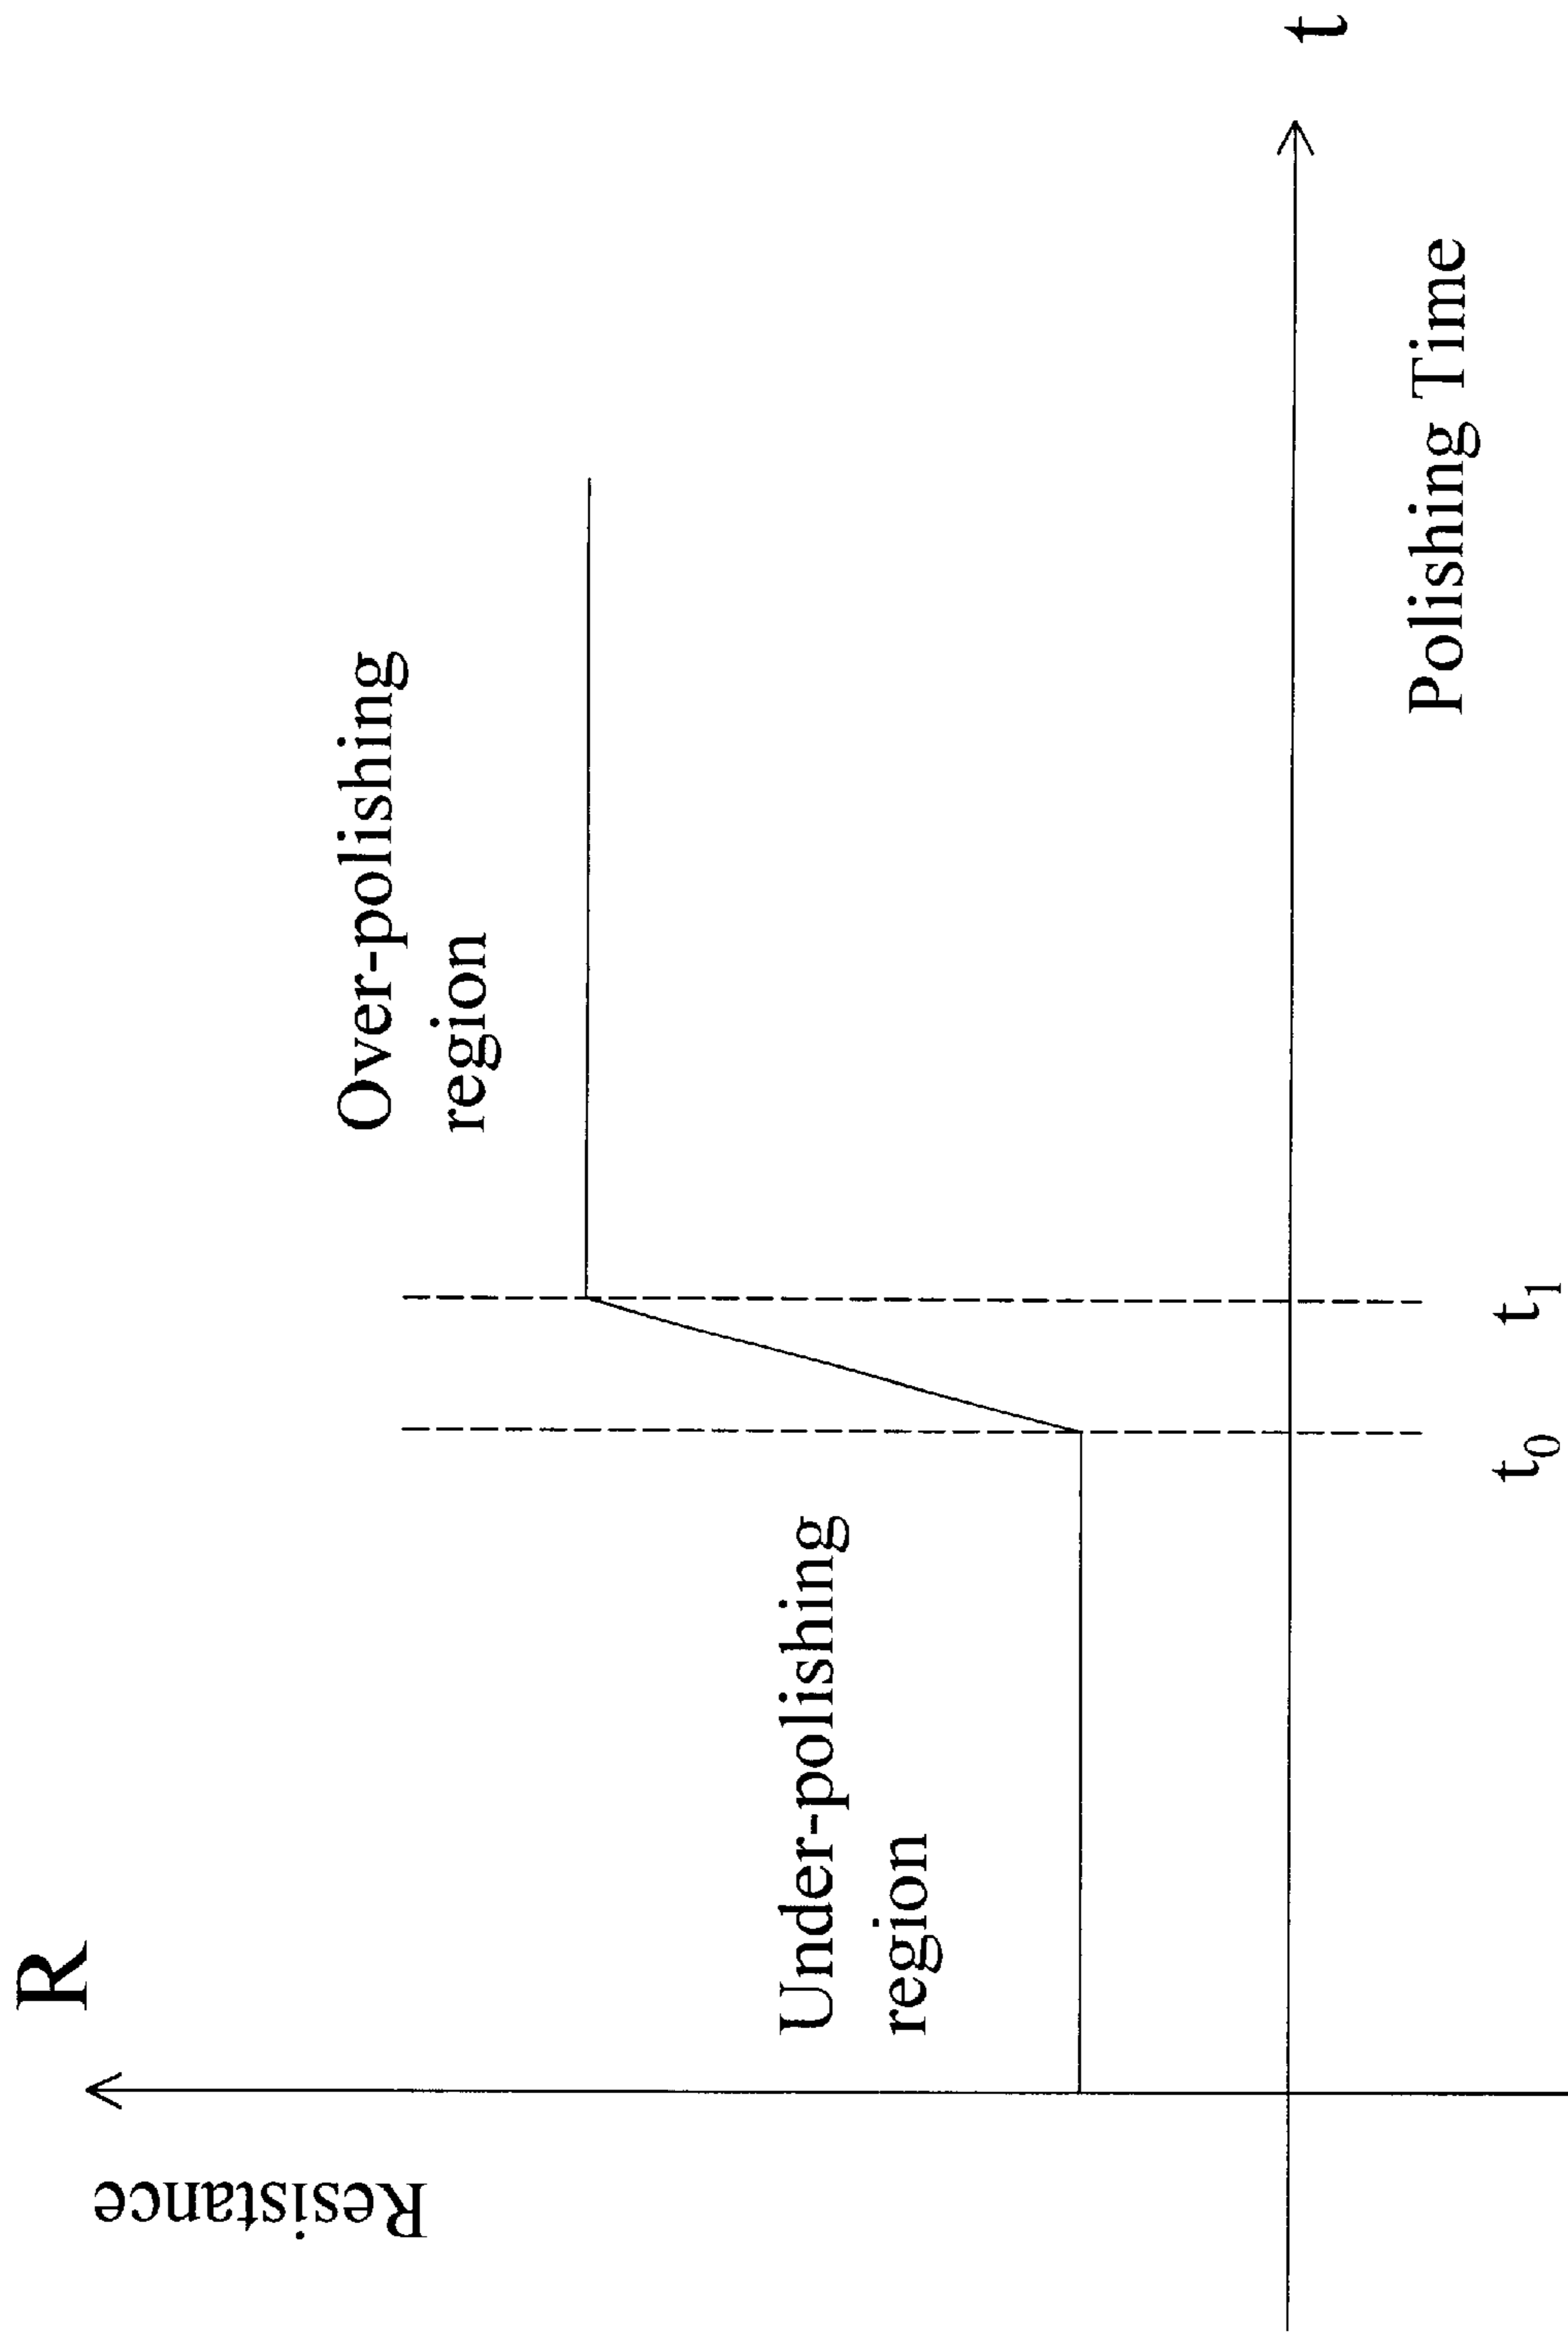 R
Resistance
Over-polishing
region
Under-polishing
region
t
Polishing Time
t₀
t₁